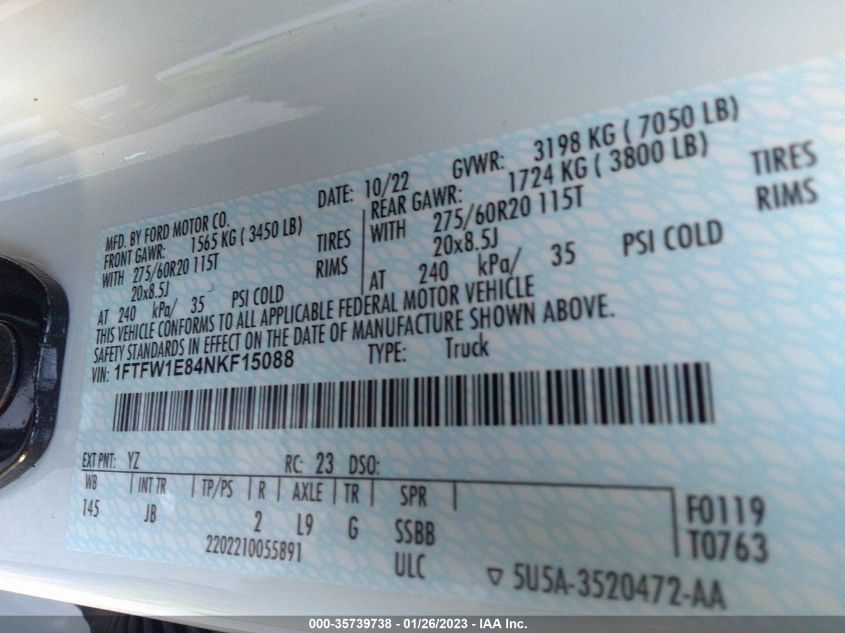 MFD. BY FORD MOTOR CO.
DATE: 10/22 GVWR: 3198 KG ( 7050 LB)
FRONT GAWR: 1565 KG ( 3450 LB)
REAR GAWR: 1724 KG ( 3800 LB)
WITH 275/60R20 115T TIRES
WITH 275/60R20 115T TIRES
20x8.5J RIMS
20x8.5J RIMS
AT 240 kPa/ 35 PSI COLD
AT 240 kPa/ 35 PSI COLD
THIS VEHICLE CONFORMS TO ALL APPLICABLE FEDERAL MOTOR VEHICLE
SAFETY STANDARDS IN EFFECT ON THE DATE OF MANUFACTURE SHOWN ABOVE.
VIN: 1FTFW1E84NKF15088 TYPE: Truck
EXT PNT: YZ RC: 23 DSO:
WB INT TR TP/PS R AXLE TR SPR
145 JB 2 L9 G SSBB
F0119
T0763
2202210055891 ULC
▽ 5U5A-3520472-AA
000-35739738 - 01/26/2023 - IAA Inc.